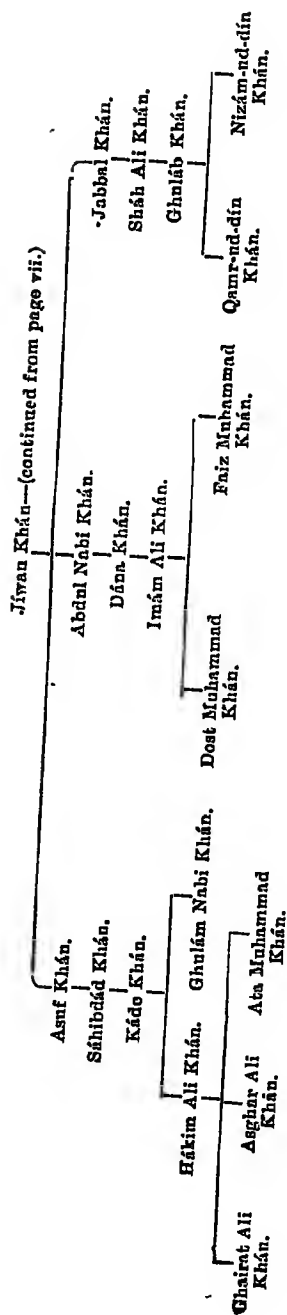 Jíwan Khán—(continued from page vii.)
Asuf Khán. Abdul Nabi Khán. Jabbal Khán.
Sáhibdád Khán. Dána Khán. Sháh Ali Khán.
Kádo Khán. Imám Ali Khán. Ghuláb Khán.
Hákim Ali Khán. Ghulám Nabi Khán. Dost Muhammad
Khán. Faiz Muhammad
Khán. Qamr-ud-dín
Khán. Nizám-ud-dín
Khán.
Ghairat Ali
Khán. Asghar Ali
Khán. Ata Muhammad
Khán.